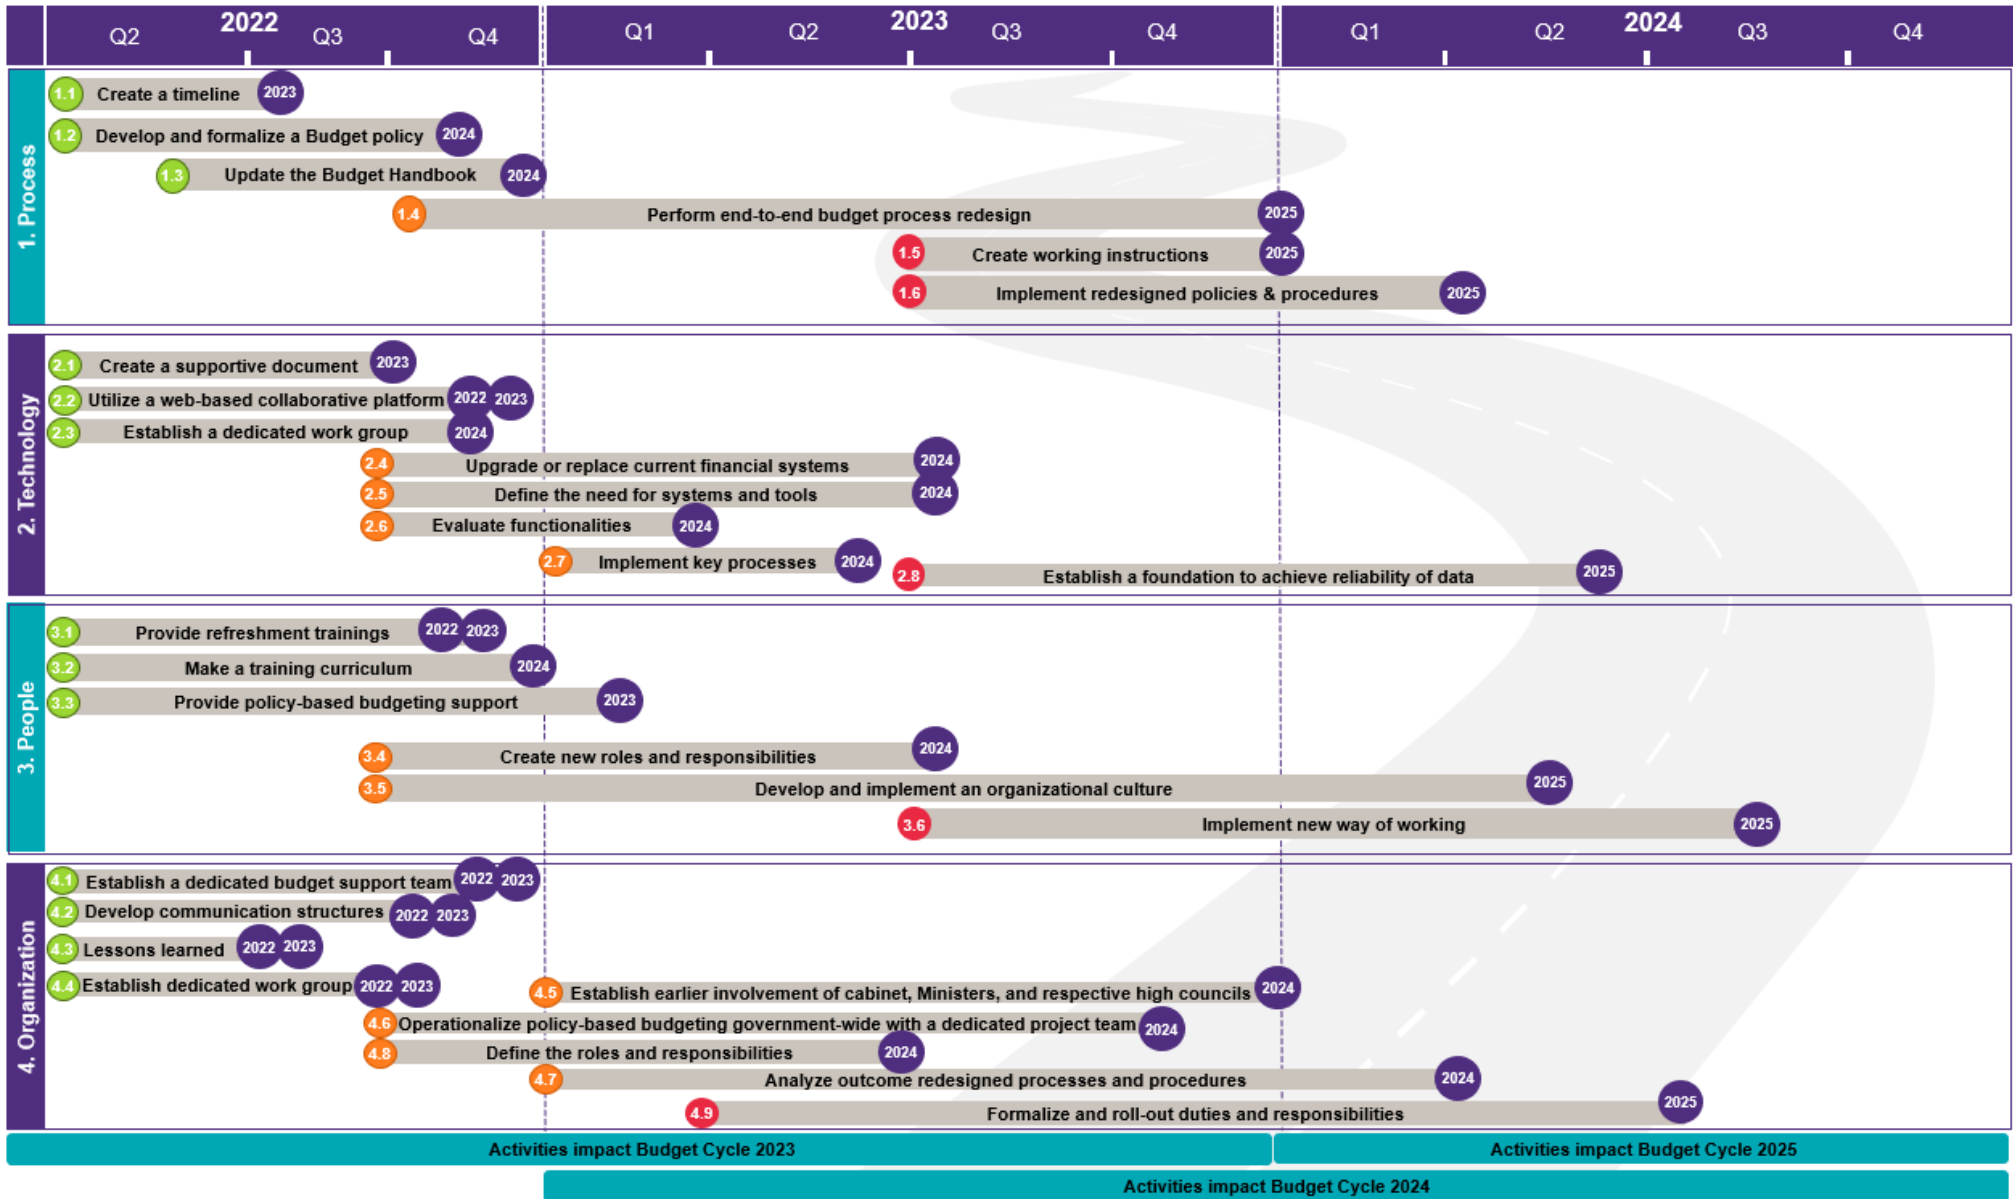 2022 2023 2024
Q2 Q3 Q4 Q1 Q2 Q3 Q4 Q1 Q2 Q3 Q4
1. Process
1.1 Create a timeline 2023
1.2 Develop and formalize a Budget policy 2024
1.3 Update the Budget Handbook 2024
1.4 Perform end-to-end budget process redesign 2025
1.5 Create working instructions 2025
1.6 Implement redesigned policies & procedures 2025
2. Technology
2.1 Create a supportive document 2023
2.2 Utilize a web-based collaborative platform 2022 2023
2.3 Establish a dedicated work group 2024
2.4 Upgrade or replace current financial systems 2024
2.5 Define the need for systems and tools 2024
2.6 Evaluate functionalities 2024
2.7 Implement key processes 2024
2.8 Establish a foundation to achieve reliability of data 2025
3. People
3.1 Provide refreshment trainings 2022 2023
3.2 Make a training curriculum 2024
3.3 Provide policy-based budgeting support 2023
3.4 Create new roles and responsibilities 2024
3.5 Develop and implement an organizational culture 2025
3.6 Implement new way of working 2025
4. Organization
4.1 Establish a dedicated budget support team 2022 2023
4.2 Develop communication structures 2022 2023
4.3 Lessons learned 2022 2023
4.4 Establish dedicated work group 2022 2023
4.5 Establish earlier involvement of cabinet, Ministers, and respective high councils 2024
4.6 Operationalize policy-based budgeting government-wide with a dedicated project team 2024
4.8 Define the roles and responsibilities 2024
4.7 Analyze outcome redesigned processes and procedures 2024
4.9 Formalize and roll-out duties and responsibilities 2025
Activities impact Budget Cycle 2023
Activities impact Budget Cycle 2025
Activities impact Budget Cycle 2024